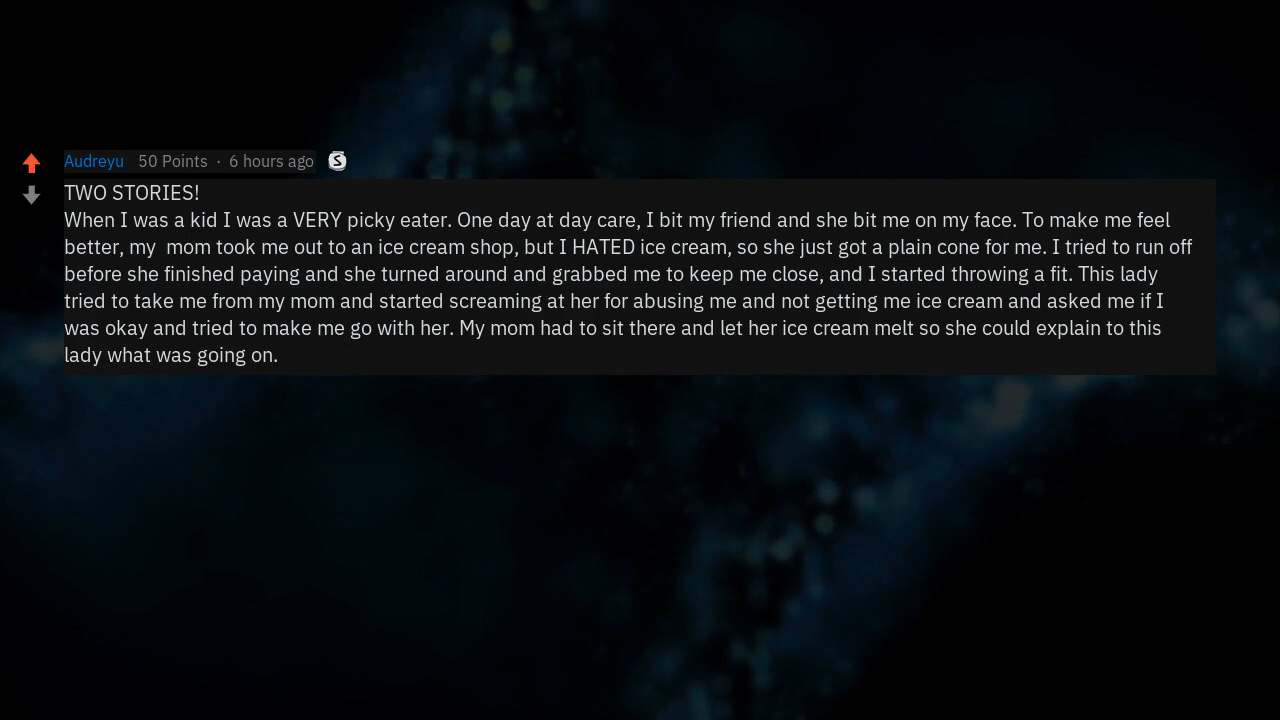 Audreyu 50 Points · 6 hours ago S
TWO STORIES!
When I was a kid I was a VERY picky eater. One day at day care, I bit my friend and she bit me on my face. To make me feel
better, my  mom took me out to an ice cream shop, but I HATED ice cream, so she just got a plain cone for me. I tried to run off
before she finished paying and she turned around and grabbed me to keep me close, and I started throwing a fit. This lady
tried to take me from my mom and started screaming at her for abusing me and not getting me ice cream and asked me if I
was okay and tried to make me go with her. My mom had to sit there and let her ice cream melt so she could explain to this
lady what was going on.